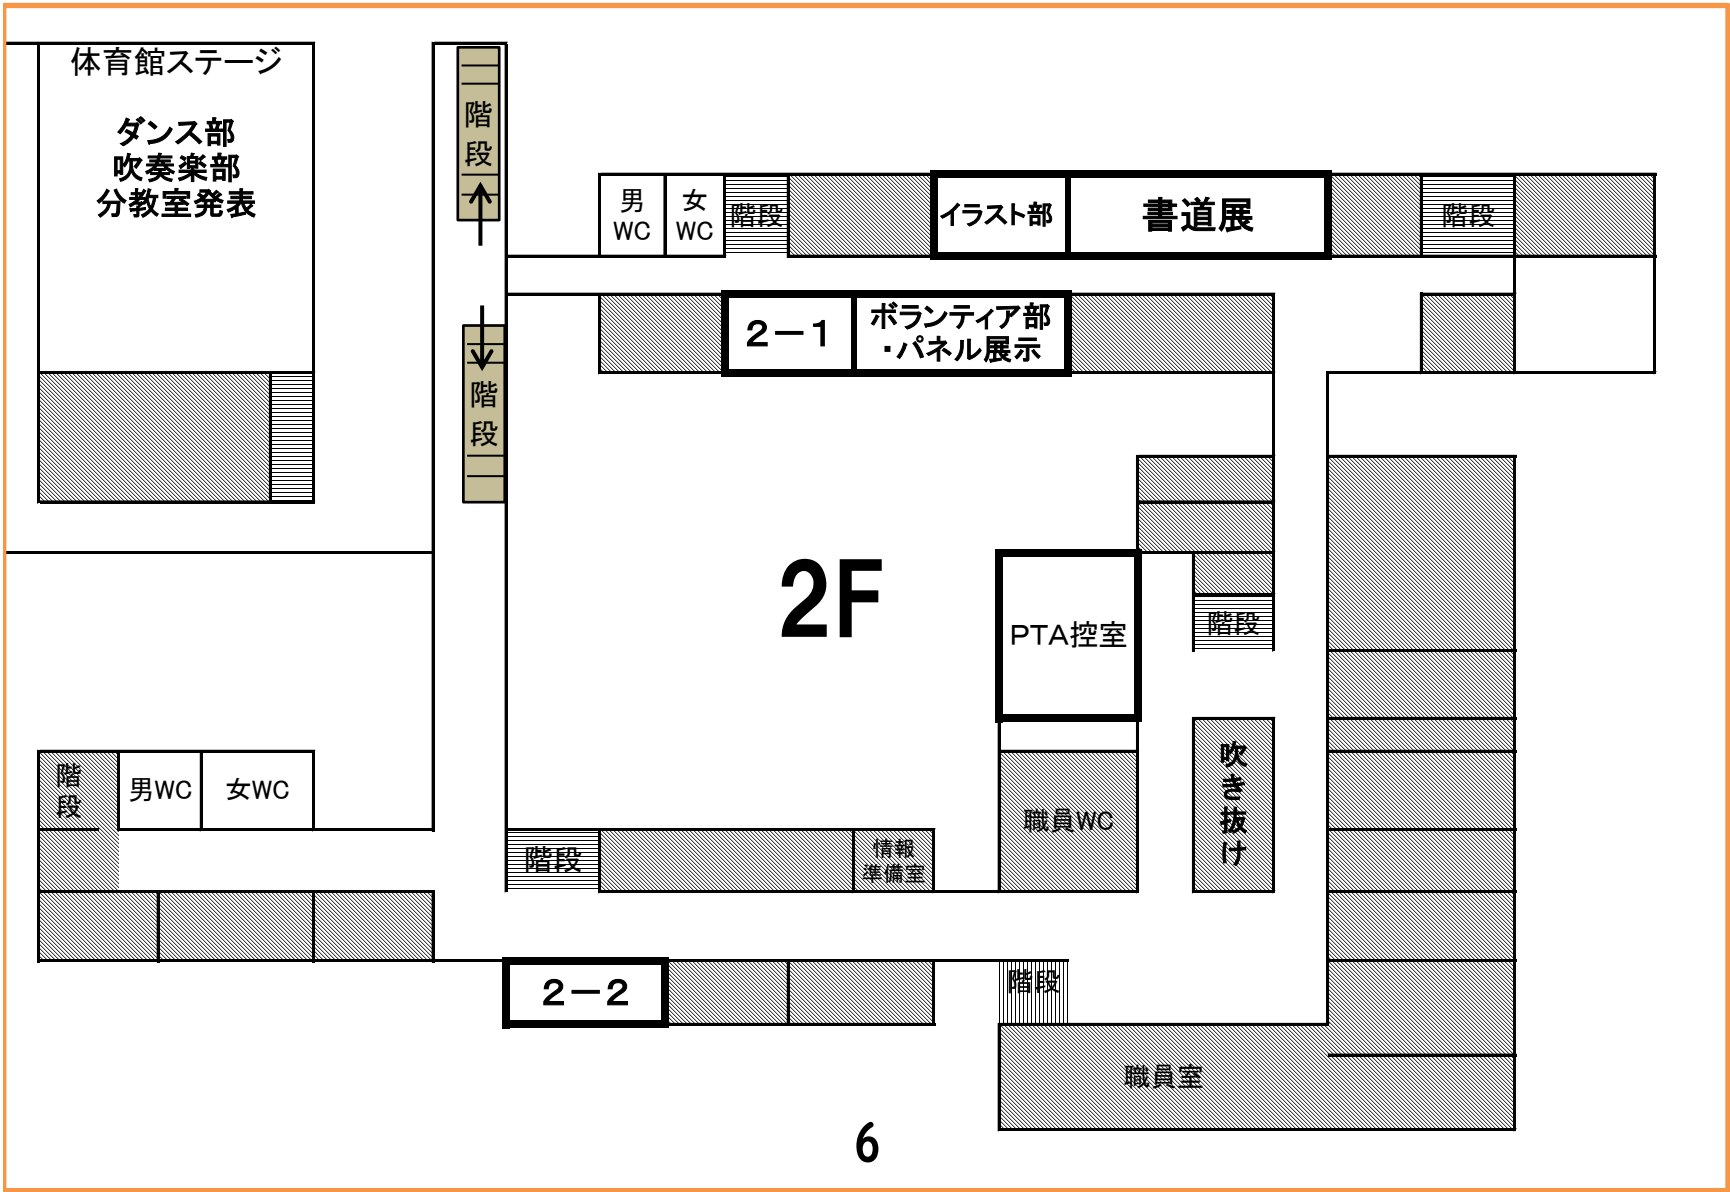 体育館ステージ
ダンス部
吹奏楽部
分教室発表
階
段
男
WC
女
WC
階段
イラスト部
書道展
階段
2－1
ボランティア部
・パネル展示
階
段
2F
PTA控室
階段
階
段
男WC
女WC
階段
情報
準備室
職員WC
吹
き
抜
け
2－2
階段
職員室
6